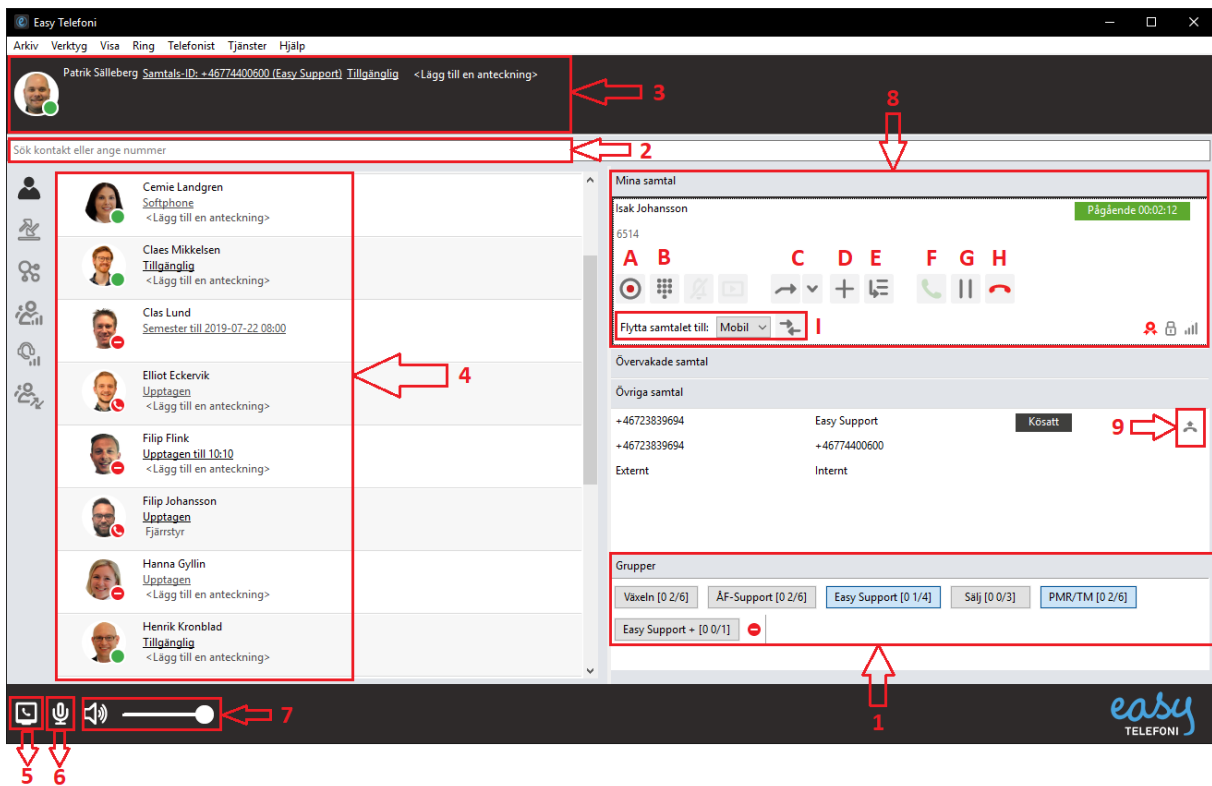 Easy Telefoni
Arkiv Verktyg Visa Ring Telefonist Tjänster Hjälp
Patrik Sälleberg Samtals-ID: +46774400600 (Easy Support) Tillgänglig <Lägg till en anteckning>
3
8
Sök kontakt eller ange nummer
2
Cemie Landgren
Softphone
<Lägg till en anteckning>
Claes Mikkelsen
Tillgänglig
<Lägg till en anteckning>
Clas Lund
Semester till 2019-07-22 08:00
Elliot Eckervik
Upptagen
<Lägg till en anteckning>
4
Filip Flink
Upptagen till 10:10
<Lägg till en anteckning>
Filip Johansson
Upptagen
Fjärrstyr
Hanna Gyllin
Upptagen
<Lägg till en anteckning>
Henrik Kronblad
Tillgänglig
<Lägg till en anteckning>
Mina samtal
Isak Johansson Pågående 00:02:12
6514
A B C D E F G H
Flytta samtalet till: Mobil I
Övervakade samtal
Övriga samtal
+46723839694 Easy Support Kösatt 9
+46723839694 +46774400600
Externt Internt
Grupper
Växeln [0 2/6] ÅF-Support [0 2/6] Easy Support [0 1/4] Sälj [0 0/3] PMR/TM [0 2/6]
Easy Support + [0 0/1]
7
1
easy
TELEFONI
5 6